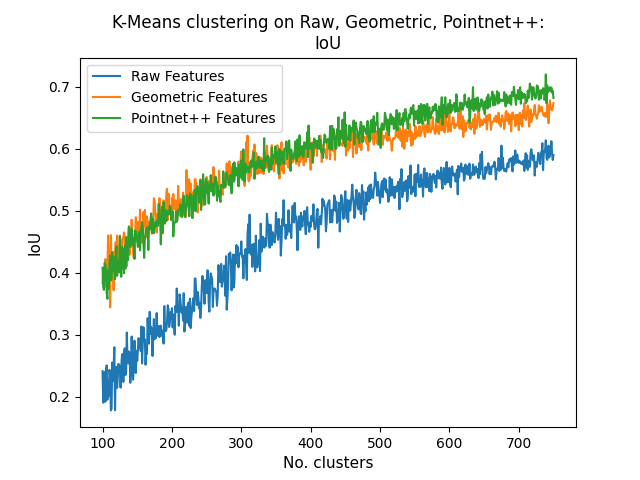 K-Means clustering on Raw, Geometric, Pointnet++:
IoU
Raw Features
Geometric Features
Pointnet++ Features
IoU
0.7
0.6
0.5
0.4
0.3
0.2
100 200 300 400 500 600 700
No. clusters